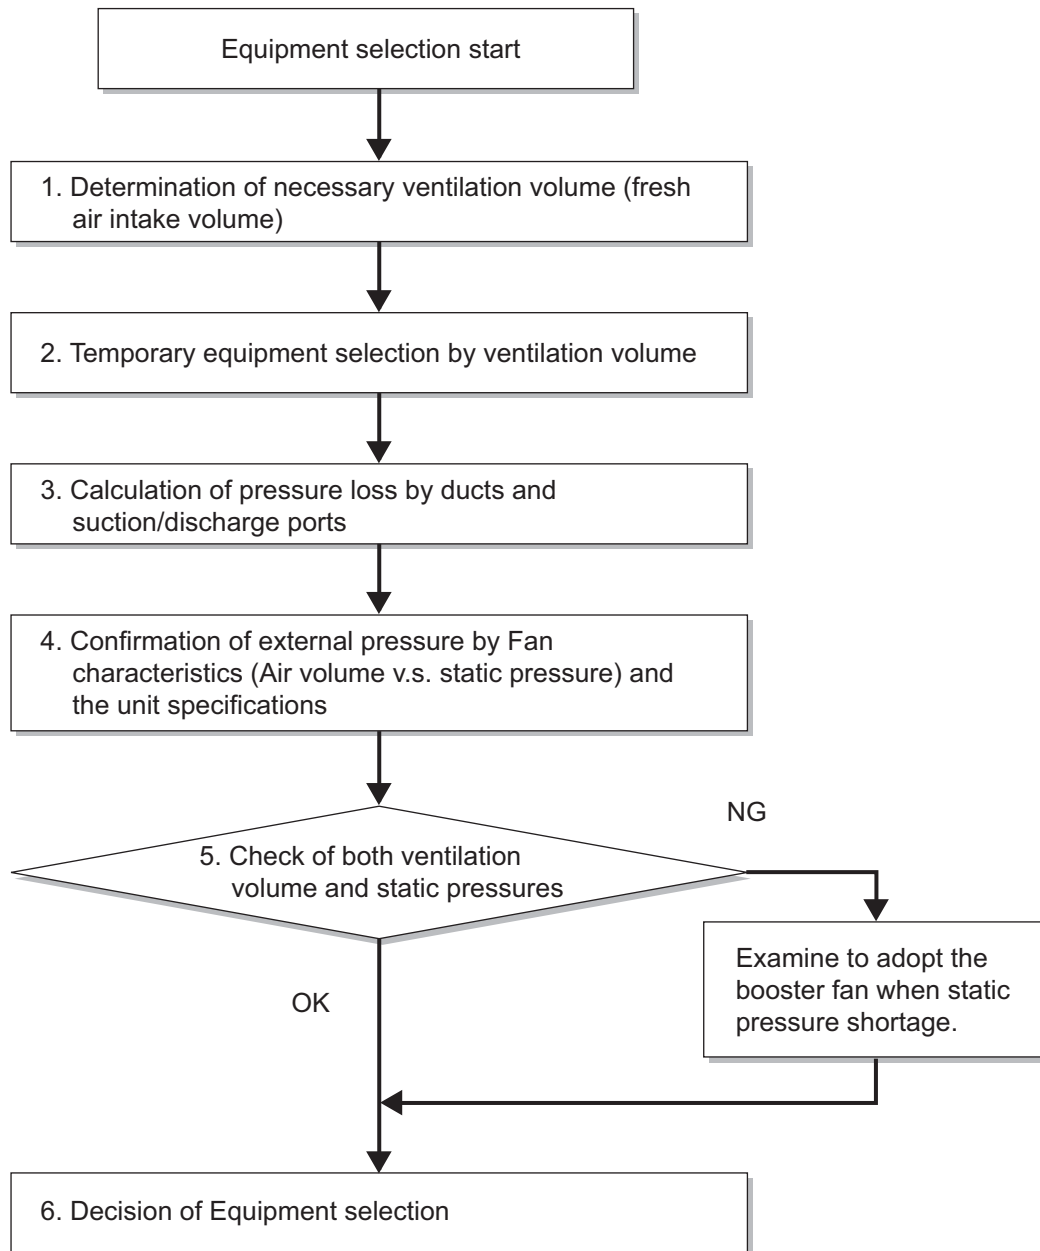 Equipment selection start
1. Determination of necessary ventilation volume (fresh
air intake volume)
2. Temporary equipment selection by ventilation volume
3. Calculation of pressure loss by ducts and
suction/discharge ports
4. Confirmation of external pressure by Fan
characteristics (Air volume v.s. static pressure) and
the unit specifications
NG
5. Check of both ventilation
volume and static pressures
Examine to adopt the
booster fan when static
pressure shortage.
OK
6. Decision of Equipment selection